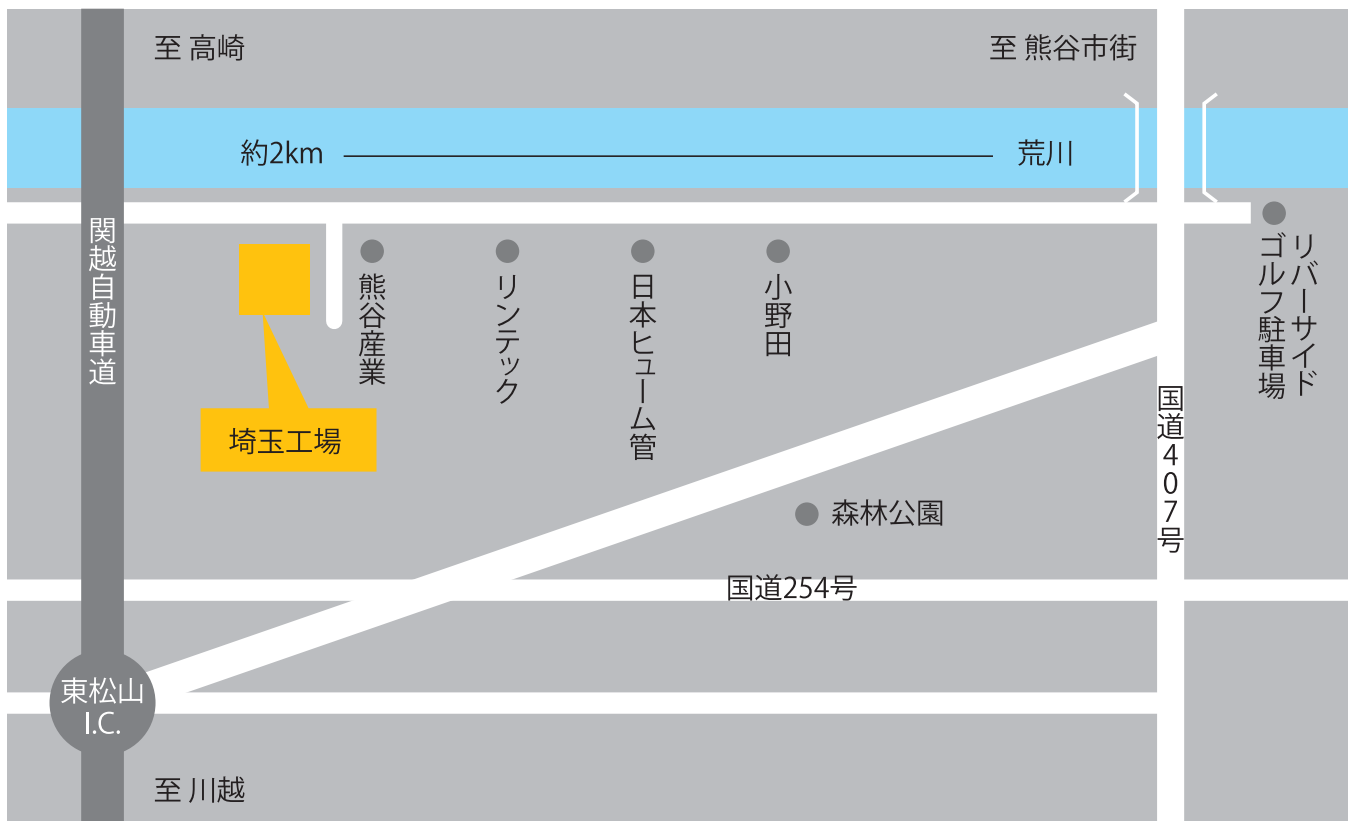 至 高崎
至 熊谷市街
約2km
荒川
関越自動車道
熊谷産業
リンテック
日本ヒューム管
小野田
リバーサイド
ゴルフ駐車場
埼玉工場
国道407号
森林公園
国道254号
東松山
I.C.
至 川越